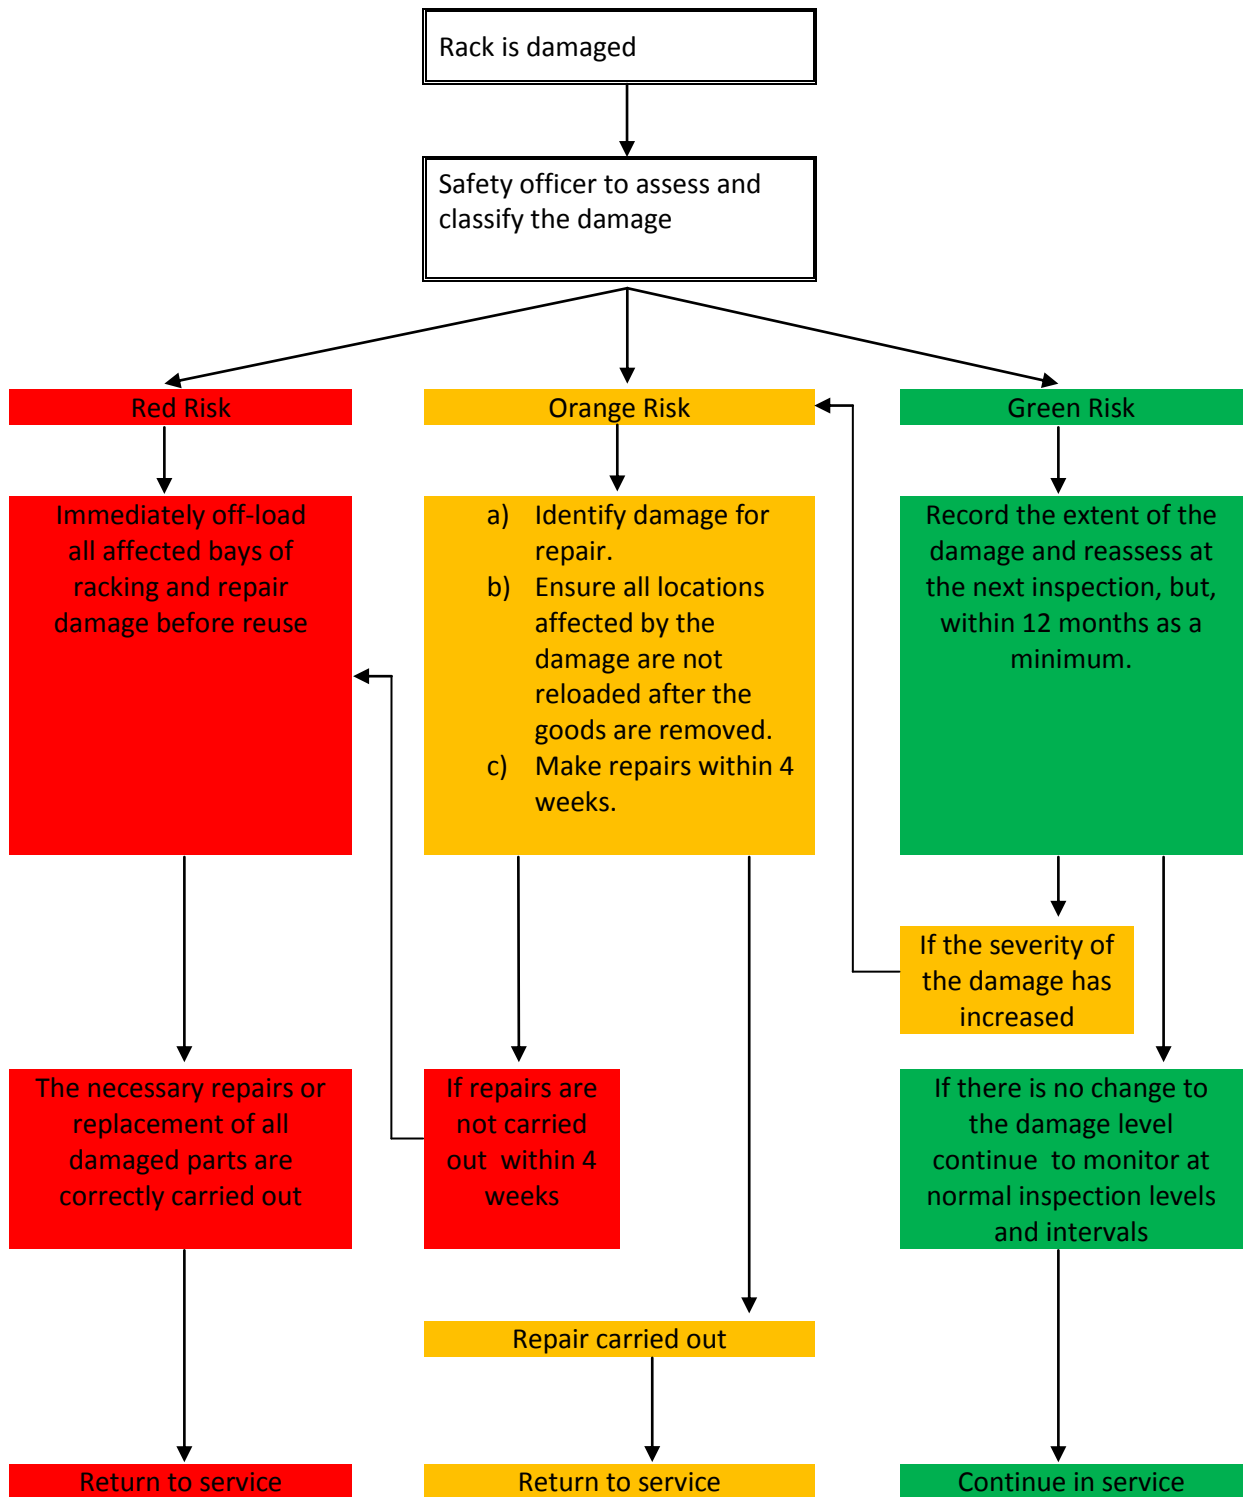 Rack is damaged
Safety officer to assess and
classify the damage
Red Risk
Orange Risk
Green Risk
Immediately off-load
all affected bays of
racking and repair
damage before reuse
a) Identify damage for
repair.
b) Ensure all locations
affected by the
damage are not
reloaded after the
goods are removed.
c) Make repairs within 4
weeks.
Record the extent of the
damage and reassess at
the next inspection, but,
within 12 months as a
minimum.
If the severity of
the damage has
increased
The necessary repairs or
replacement of all
damaged parts are
correctly carried out
If repairs are
not carried
out within 4
weeks
If there is no change to
the damage level
continue to monitor at
normal inspection levels
and intervals
Repair carried out
Return to service
Return to service
Continue in service